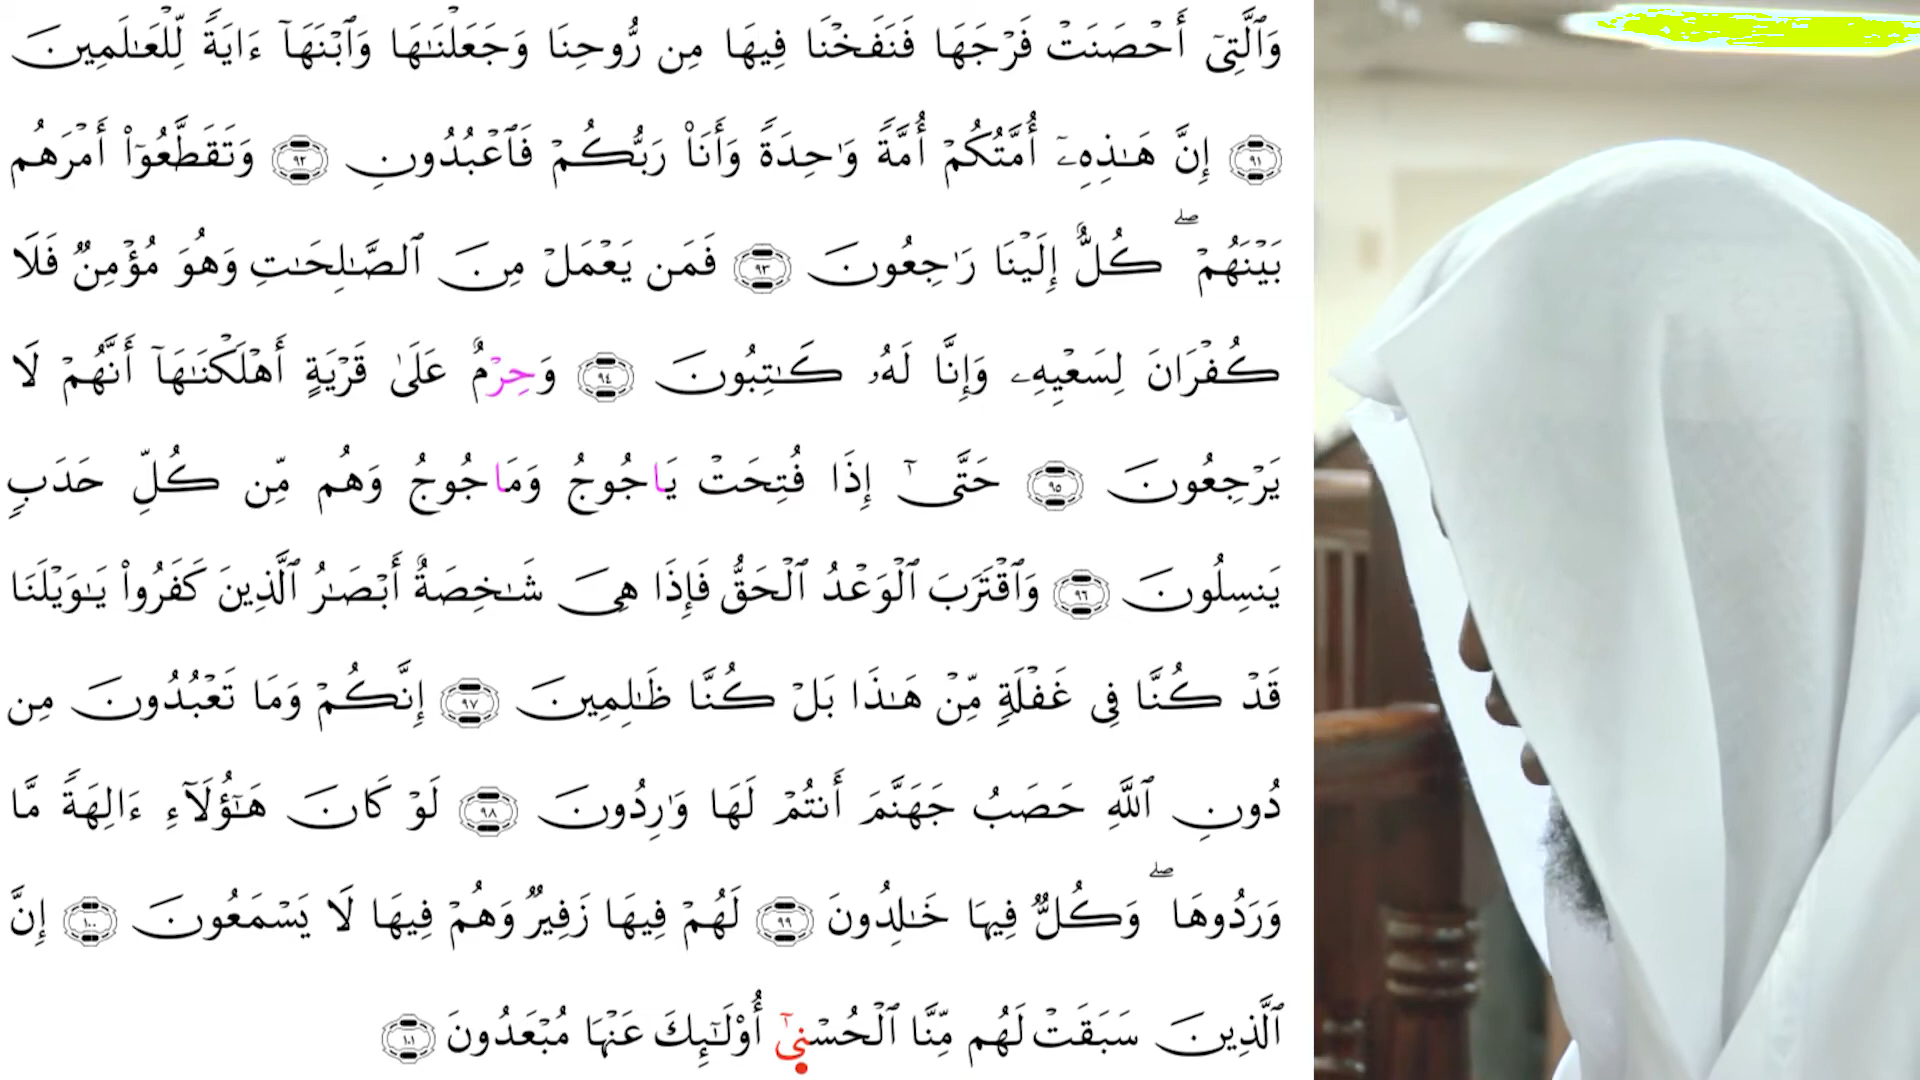 وَٱلَّتِىٓ أَحْصَنَتْ فَرْجَهَا فَنَفَخْنَا فِيهَا مِن رُّوحِنَا وَجَعَلْنَـٰهَا وَٱبْنَهَآ ءَايَةً لِّلْعَـٰلَمِينَ
٩١ إِنَّ هَـٰذِهِۦٓ أُمَّتُكُمْ أُمَّةً وَٰحِدَةً وَأَنَا۠ رَبُّكُمْ فَٱعْبُدُونِ ٩٢ وَتَقَطَّعُوٓا۟ أَمْرَهُم
بَيْنَهُمْ ۖ كُلٌّ إِلَيْنَا رَٰجِعُونَ ٩٣ فَمَن يَعْمَلْ مِنَ ٱلصَّـٰلِحَـٰتِ وَهُوَ مُؤْمِنٌ فَلَا
كُفْرَانَ لِسَعْيِهِۦ وَإِنَّا لَهُۥ كَـٰتِبُونَ ٩٤ وَحِرْمٌ عَلَىٰ قَرْيَةٍ أَهْلَكْنَـٰهَآ أَنَّهُمْ لَا
يَرْجِعُونَ ٩٥ حَتَّىٰٓ إِذَا فُتِحَتْ يَاجُوجُ وَمَاجُوجُ وَهُم مِّن كُلِّ حَدَبٍ
يَنسِلُونَ ٩٦ وَٱقْتَرَبَ ٱلْوَعْدُ ٱلْحَقُّ فَإِذَا هِىَ شَـٰخِصَةٌ أَبْصَـٰرُ ٱلَّذِينَ كَفَرُوا۟ يَـٰوَيْلَنَا
قَدْ كُنَّا فِى غَفْلَةٍ مِّنْ هَـٰذَا بَلْ كُنَّا ظَـٰلِمِينَ ٩٧ إِنَّكُمْ وَمَا تَعْبُدُونَ مِن
دُونِ ٱللَّهِ حَصَبُ جَهَنَّمَ أَنتُمْ لَهَا وَٰرِدُونَ ٩٨ لَوْ كَانَ هَـٰٓؤُلَآءِ ءَالِهَةً مَّا
وَرَدُوهَا ۖ وَكُلٌّ فِيهَا خَـٰلِدُونَ ٩٩ لَهُمْ فِيهَا زَفِيرٌ وَهُمْ فِيهَا لَا يَسْمَعُونَ ١٠٠ إِنَّ
ٱلَّذِينَ سَبَقَتْ لَهُم مِّنَّا ٱلْحُسْنِىٰٓ أُو۟لَـٰٓئِكَ عَنْهَا مُبْعَدُونَ ١٠١